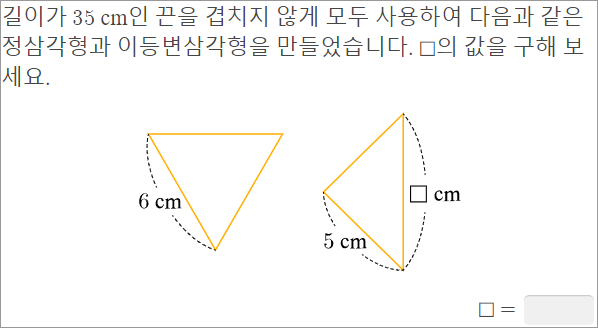 길이가 35 cm인 끈을 겹치지 않게 모두 사용하여 다음과 같은
정삼각형과 이등변삼각형을 만들었습니다. □의 값을 구해 보
세요.
6 cm
□ cm
5 cm
□ =